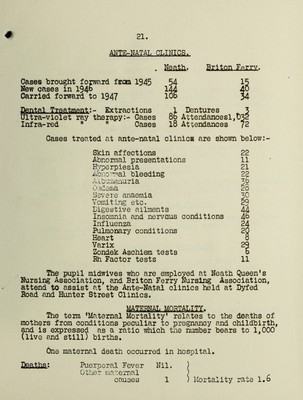 21.
ANTE-NATAL CLINICS.
Neath. Briton Ferry.
Cases brought forward from 1945 54 15
New cases in 1946 144 40
Carried forward to 1947 106 34
Dental Treatment:- Extractions 1 Dentures 3
Ultra-violet ray therapy:- Cases 86 Attendances1,032
Infra-red " " Cases 18 Attendances 72
Cases treated at ante-natal clinics are shown below:-
Skin affections 22
Abnormal presentations 11
Hyperpiesia 21
Abnormal bleeding 22
Albumenuria 36
Oedema 28
Severe anaemia 30
Vomiting etc. 29
Digestive ailments 44
Insomnia and nervous conditions 46
Influenza 24
Pulmonary conditions 20
Heart 8
Varix 29
Zondek Aschiem tests 6
Rh Factor tests 11
The pupil midwives who are employed at Neath Queen's
Nursing Association, and Briton Ferry Nursing Association,
attend to assist at the Ante-Natal clinics held at Dyfed
Road and Hunter Street Clinics.
MATERNAL MORTALITY.
The term 'Maternal Mortality' relates to the deaths of
mothers from conditions peculiar to pregnancy and childbirth,
and is expressed as a ratio which the number bears to 1,000
(live and still) births.
One maternal death occurred in hospital.
Deaths: Puerporal Fever Nil.
Other maternal
causes 1 Mortality rate 1.6